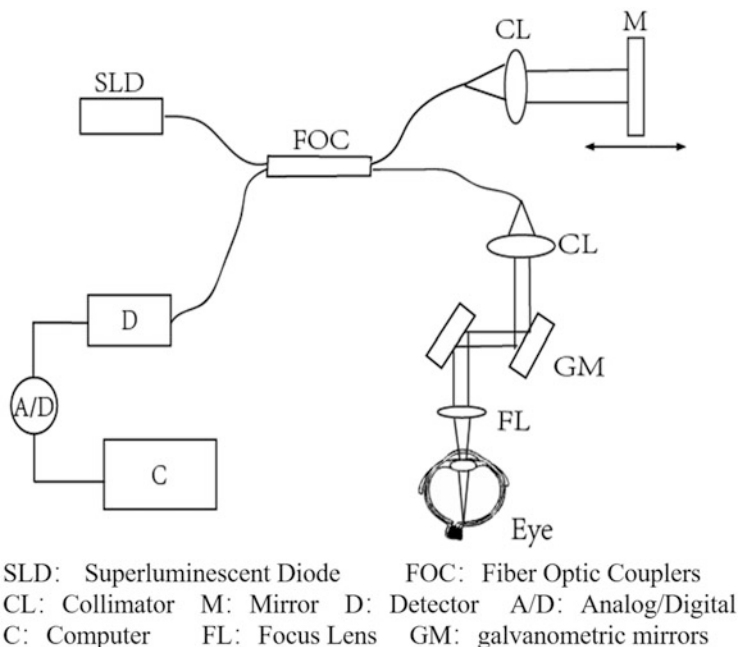 CL
M
SLD
FOC
CL
D
GM
A/D
FL
C
Eye
SLD: Superluminescent Diode FOC: Fiber Optic Couplers
CL: Collimator M: Mirror D: Detector A/D: Analog/Digital
C: Computer FL: Focus Lens GM: galvanometric mirrors